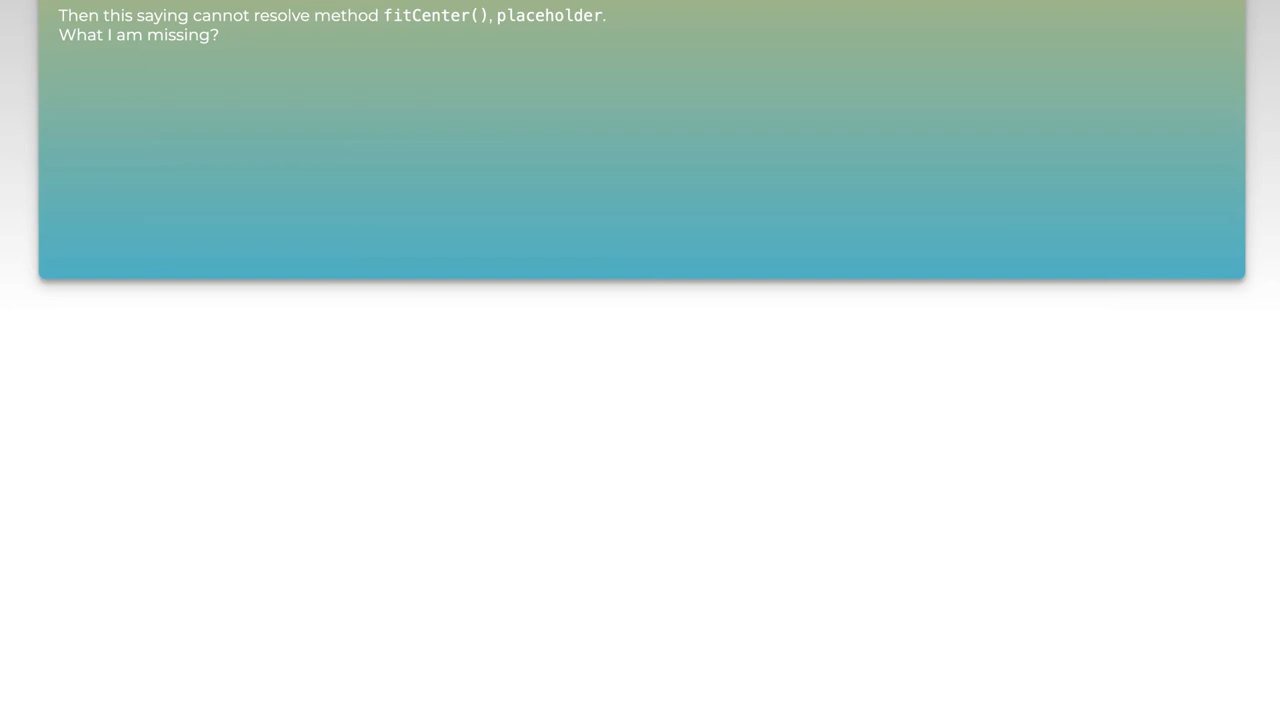 Then this saying cannot resolve method fitCenter(), placeholder.
What I am missing?